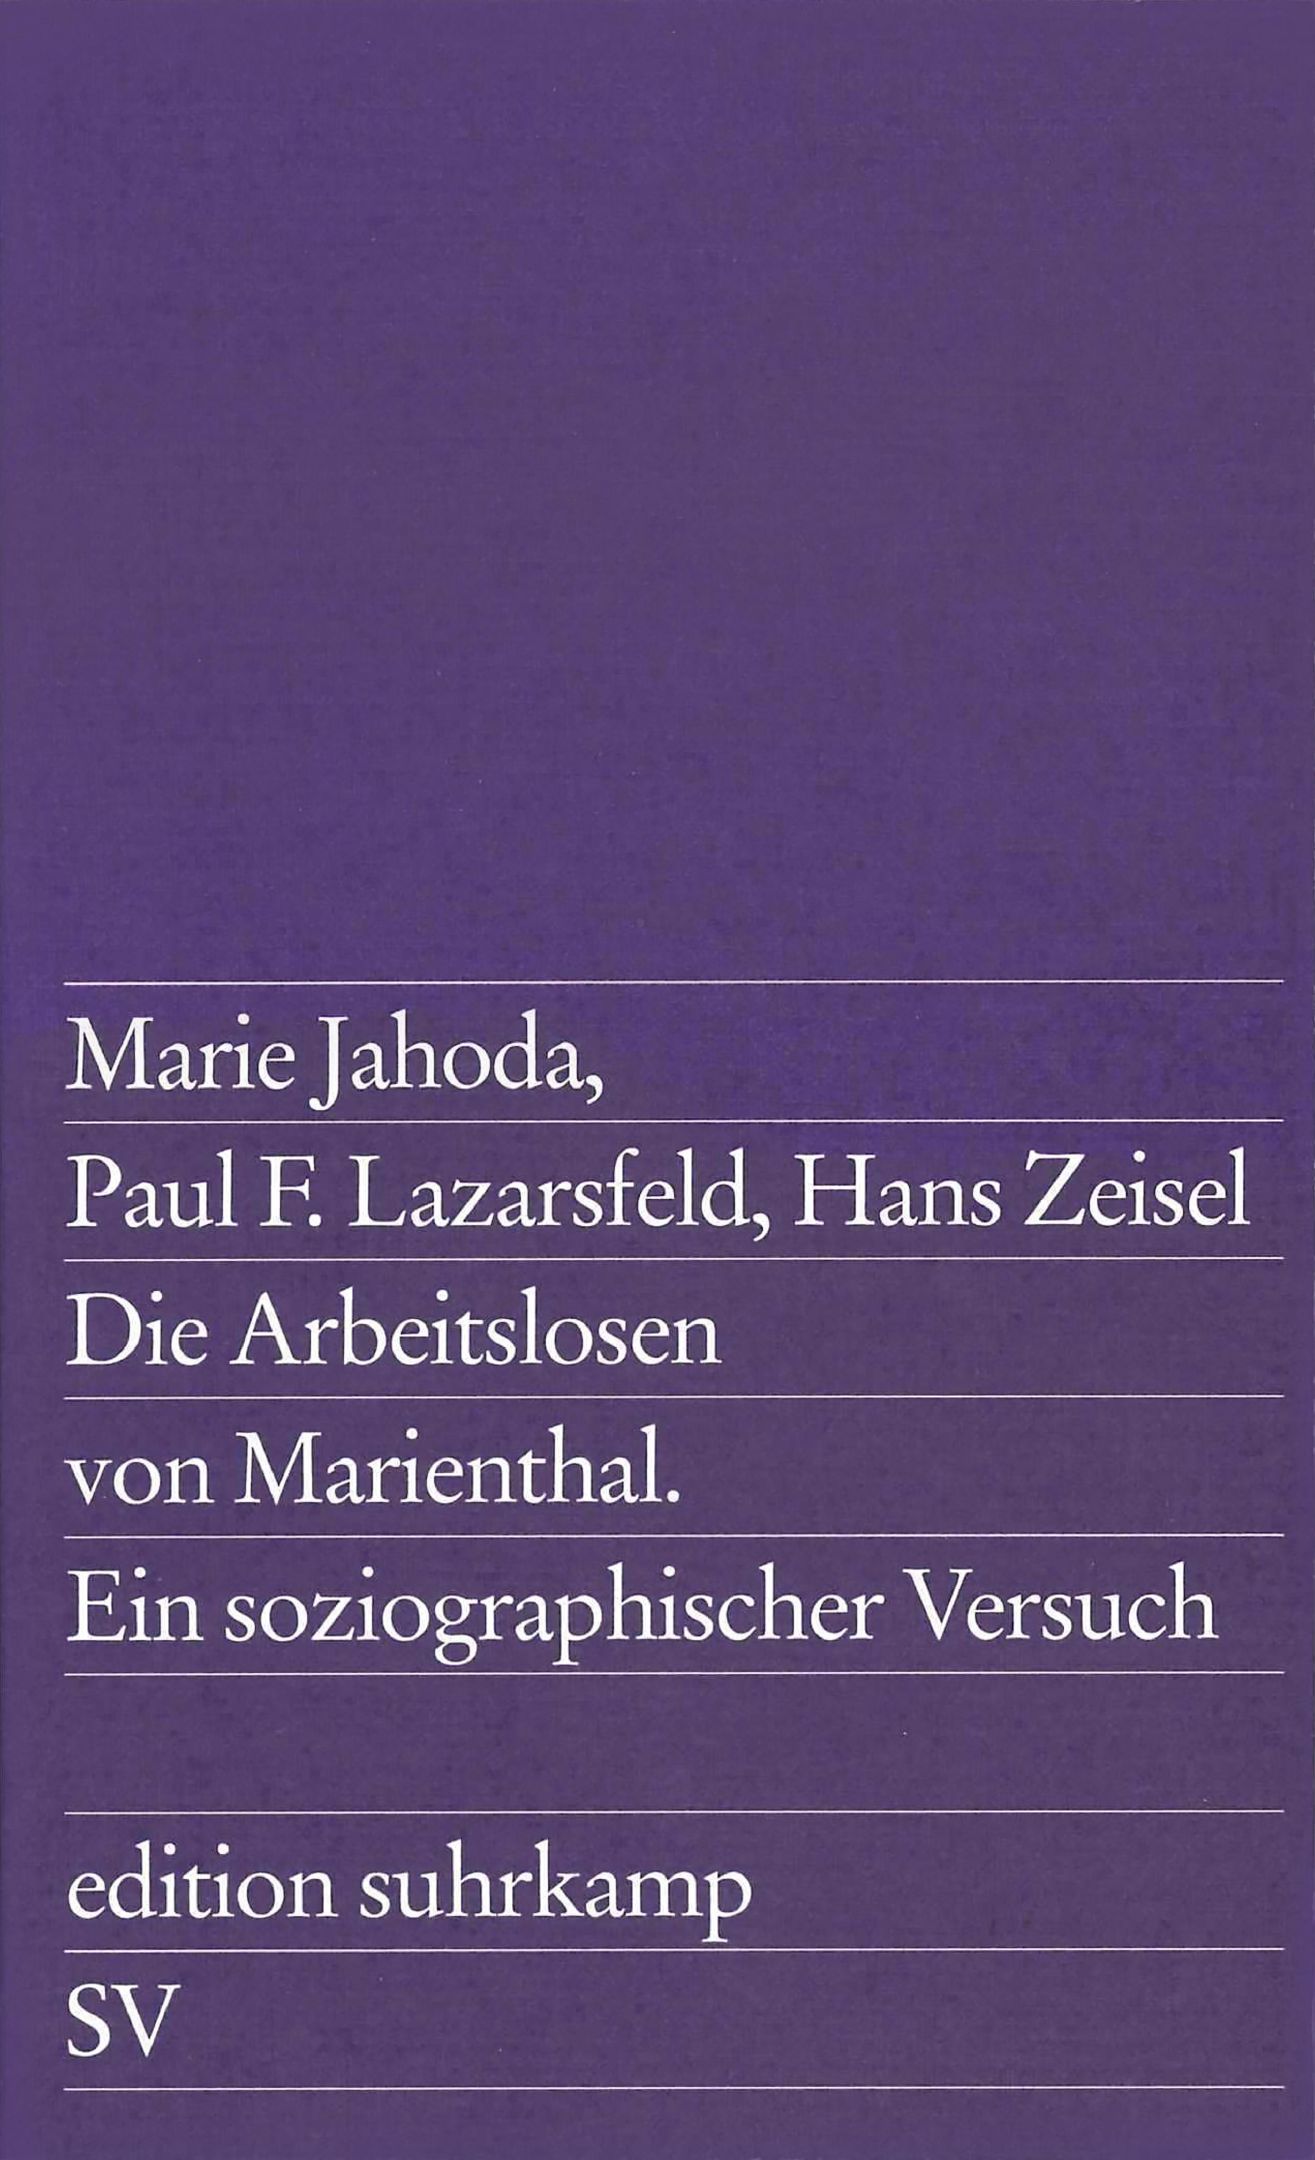 Marie Jahoda,
Paul F. Lazarsfeld, Hans Zeisel
Die Arbeitslosen
von Marienthal.
Ein soziographischer Versuch
edition suhrkamp
SV